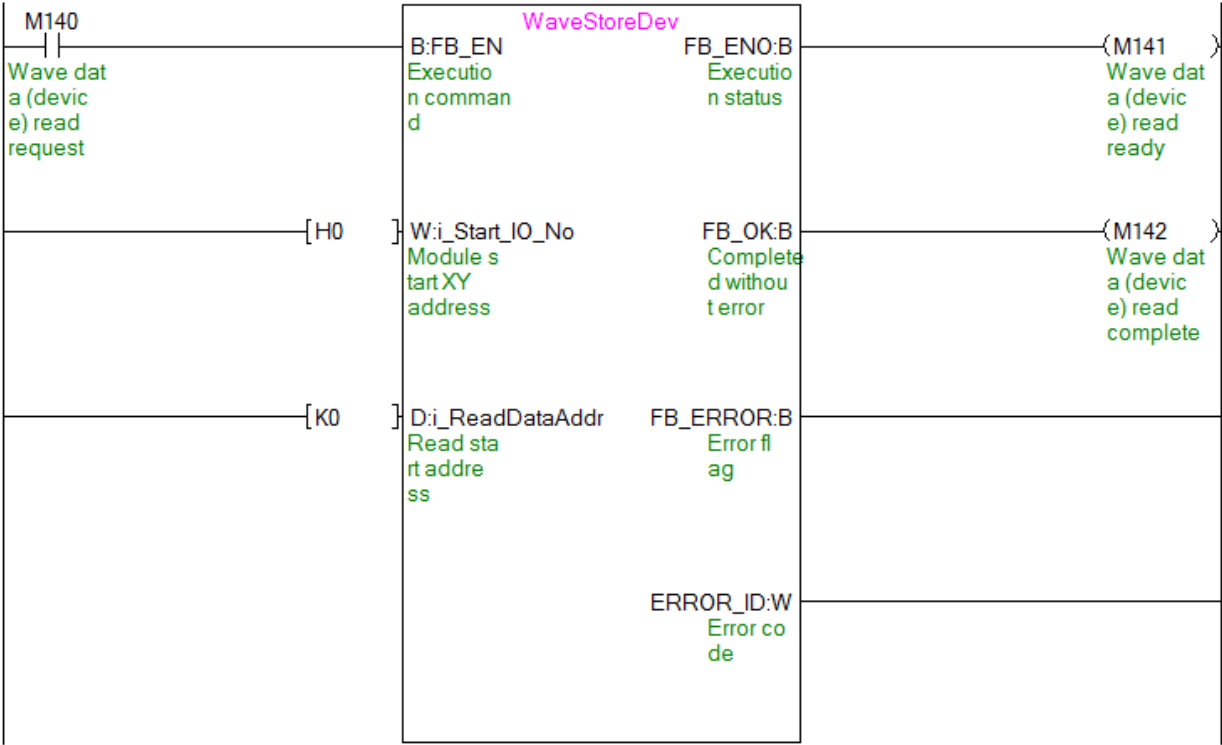 M140
WaveStoreDev
B:FB_EN
FB_ENO:B
M141
Wave dat
a (devic
e) read
request
Executio
n comman
d
Executio
n status
Wave dat
a (devic
e) read
ready
H0
W:i_Start_IO_No
FB_OK:B
M142
Module s
tart XY
address
Complete
d withou
t error
Wave dat
a (devic
e) read
complete
K0
D:i_ReadDataAddr
FB_ERROR:B
Read sta
rt addre
ss
Error fl
ag
ERROR_ID:W
Error co
de